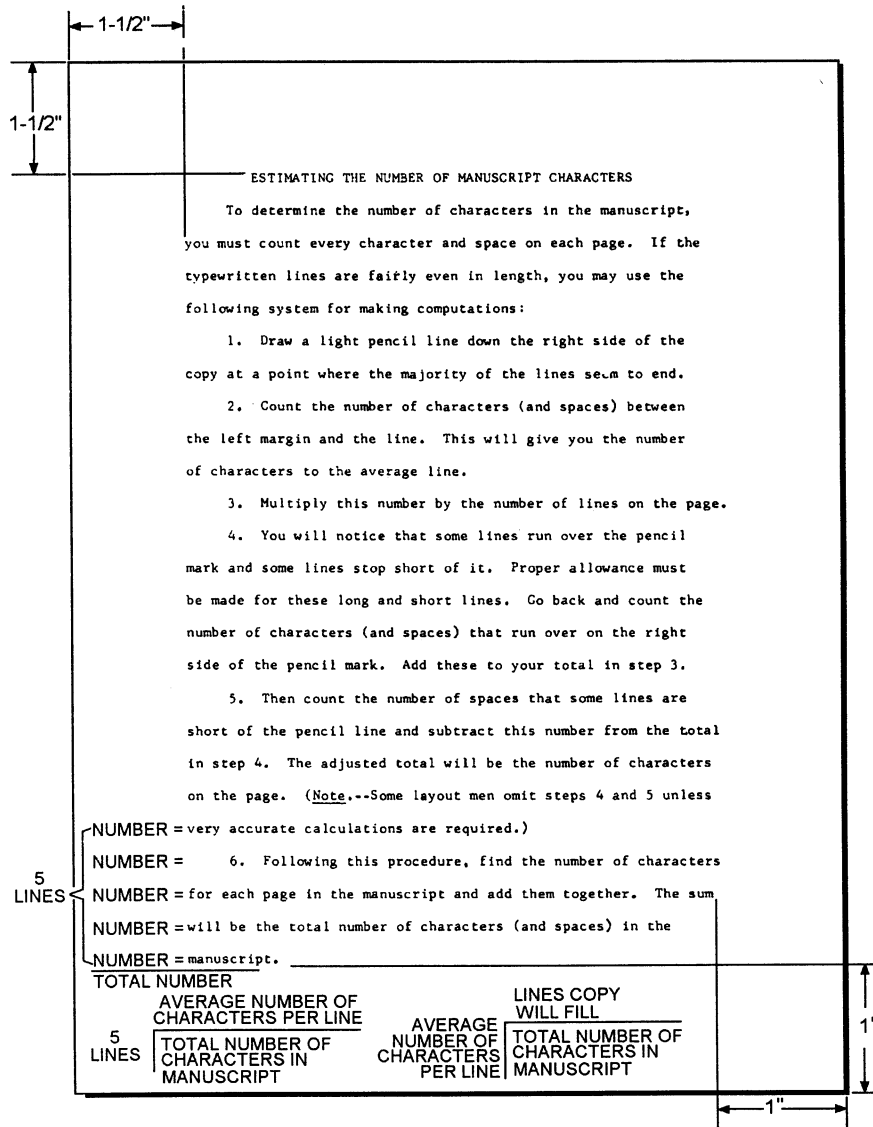 1-1/2"
1-1/2"
ESTIMATING THE NUMBER OF MANUSCRIPT CHARACTERS
To determine the number of characters in the manuscript,
you must count every character and space on each page. If the
typewritten lines are fairly even in length, you may use the
following system for making computations:
1. Draw a light pencil line down the right side of the
copy at a point where the majority of the lines seem to end.
2. Count the number of characters (and spaces) between
the left margin and the line. This will give you the number
of characters to the average line.
3. Multiply this number by the number of lines on the page.
4. You will notice that some lines run over the pencil
mark and some lines stop short of it. Proper allowance must
be made for these long and short lines. Go back and count the
number of characters (and spaces) that run over on the right
side of the pencil mark. Add these to your total in step 3.
5. Then count the number of spaces that some lines are
short of the pencil line and subtract this number from the total
in step 4. The adjusted total will be the number of characters
on the page. (Note.--Some layout men omit steps 4 and 5 unless
NUMBER = very accurate calculations are required.)
NUMBER = 6. Following this procedure, find the number of characters
5
LINES
NUMBER = for each page in the manuscript and add them together. The sum
NUMBER = will be the total number of characters (and spaces) in the
NUMBER = manuscript.
TOTAL NUMBER
AVERAGE NUMBER OF
CHARACTERS PER LINE
5
LINES
TOTAL NUMBER OF
CHARACTERS IN
MANUSCRIPT
LINES COPY
WILL FILL
AVERAGE
NUMBER OF
CHARACTERS
PER LINE
TOTAL NUMBER OF
CHARACTERS IN
MANUSCRIPT
1"
1"